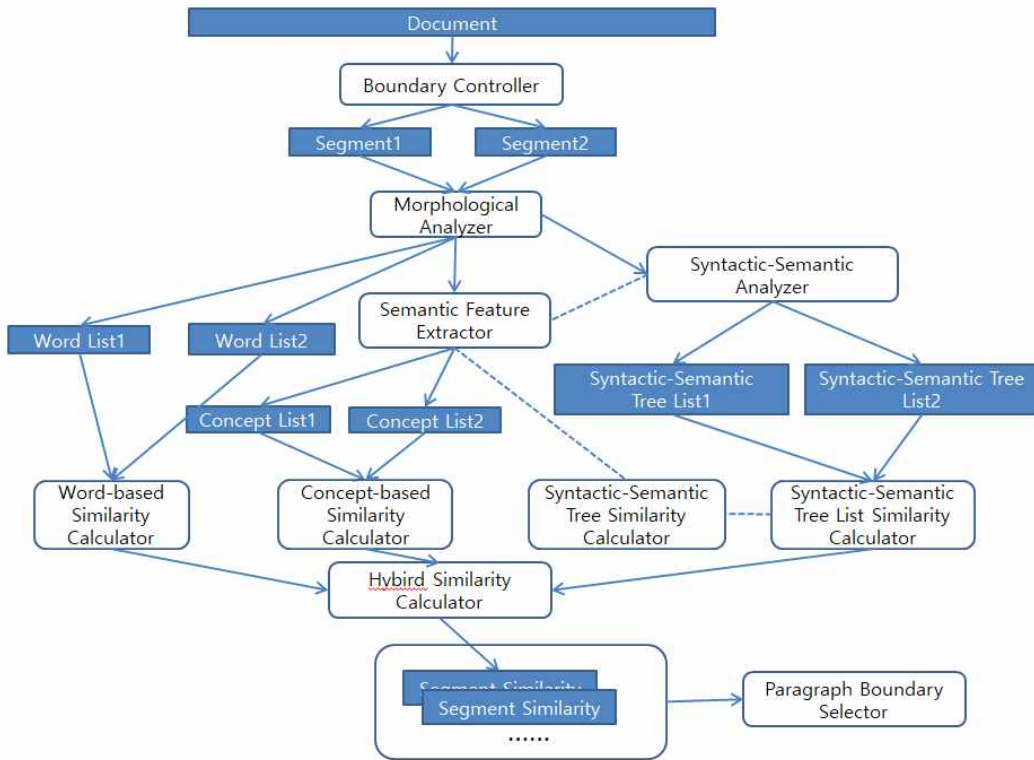 Document
Boundary Controller
Segment1
Segment2
Morphological
Analyzer
Syntactic-Semantic
Analyzer
Semantic Feature
Extractor
Word List1
Word List2
Syntactic-Semantic
Tree List1
Syntactic-Semantic Tree
List2
Concept List1
Concept List2
Word-based
Similarity
Calculator
Concept-based
Similarity
Calculator
Syntactic-Semantic
Tree Similarity
Calculator
Syntactic-Semantic
Tree List Similarity
Calculator
Hybird Similarity
Calculator
Segment Similarity
Segment Similarity
......
Paragraph Boundary
Selector